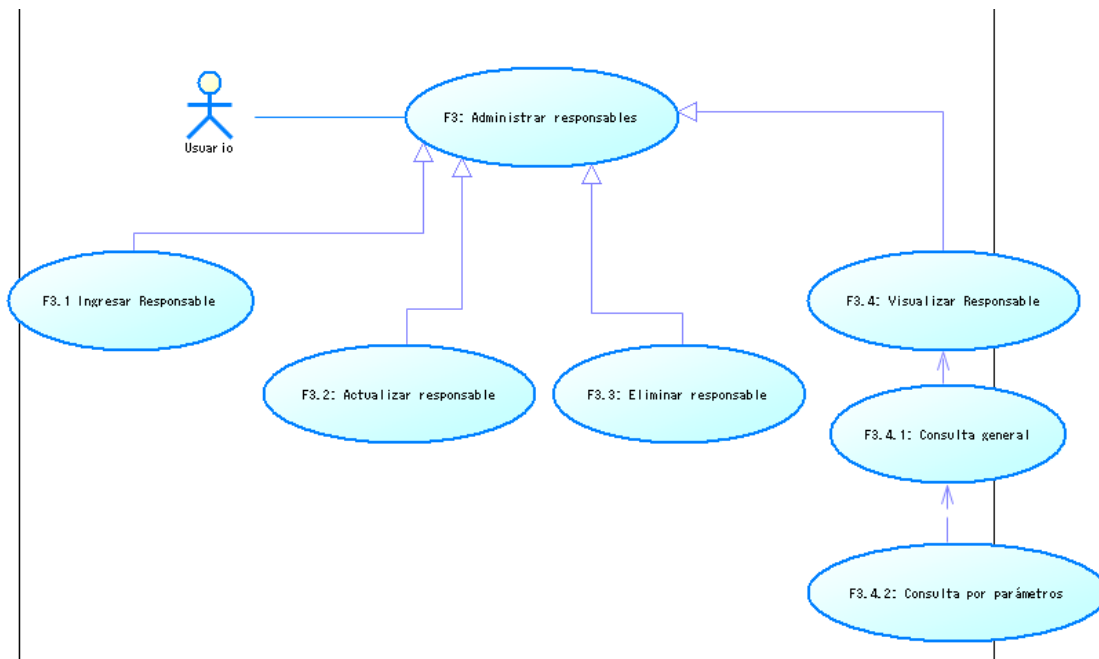 F3: Administrar responsables
Usuario
F3.1 Ingresar Responsable
F3.4: Visualizar Responsable
F3.2: Actualizar responsable
F3.3: Eliminar responsable
F3.4.1: Consulta general
F3.4.2: Consulta por parámetros